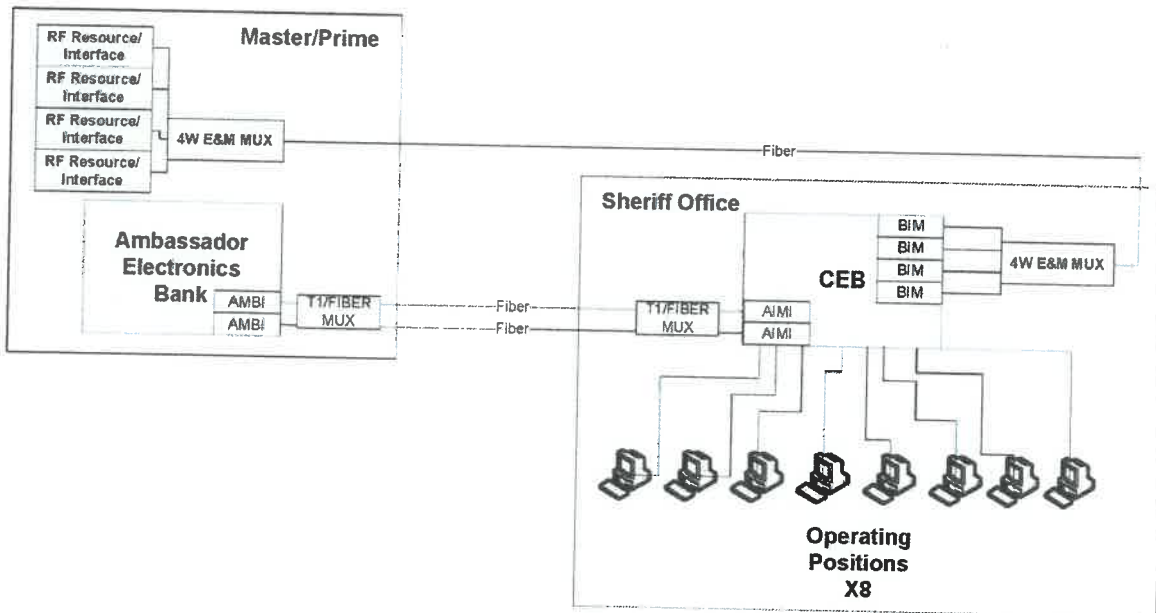 Master/Prime
RF Resource/
Interface
RF Resource/
Interface
RF Resource/
Interface
RF Resource/
Interface
4W E&M MUX
Fiber
Ambassador
Electronics
Bank
AMBI
AMBI
T1/FIBER
MUX
Fiber
Fiber
Sheriff Office
T1/FIBER
MUX
AIMI
AIMI
CEB
BIM
BIM
BIM
BIM
4W E&M MUX
Operating
Positions
X8